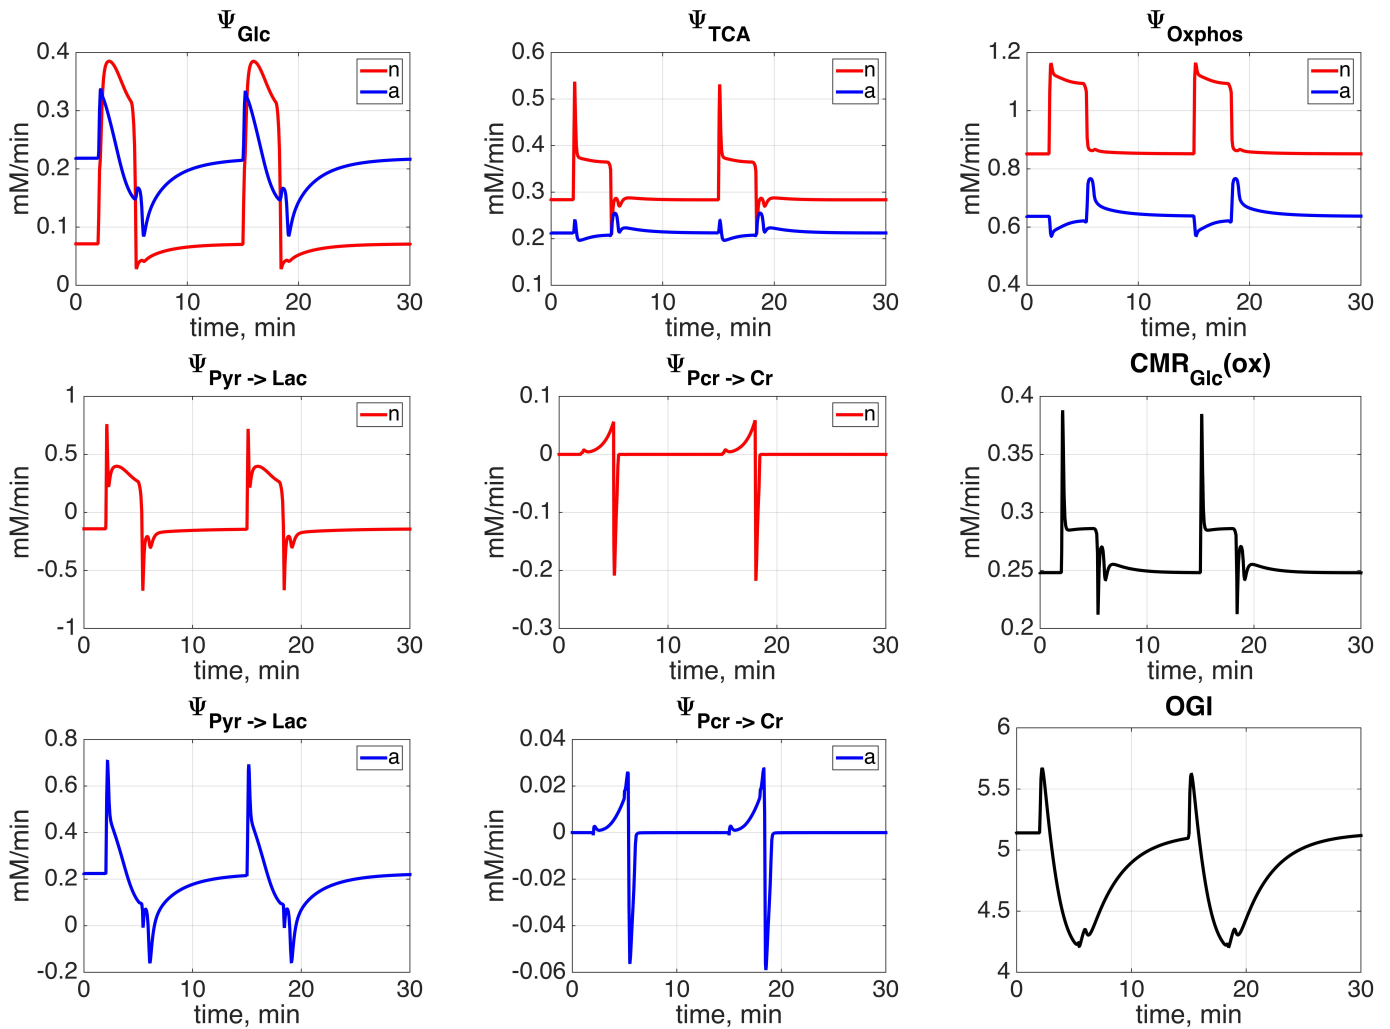 Ψ_Glc
0.4
0.3
0.2
0.1
0
mM/min
n
a
0 10 20 30
time, min
Ψ_TCA
0.6
0.5
0.4
0.3
0.2
0.1
mM/min
n
a
0 10 20 30
time, min
Ψ_Oxphos
1.2
1
0.8
0.6
0.4
mM/min
n
a
0 10 20 30
time, min
Ψ_Pyr -> Lac
1
0.5
0
-0.5
-1
mM/min
n
0 10 20 30
time, min
Ψ_Pcr -> Cr
0.1
0
-0.1
-0.2
-0.3
mM/min
n
0 10 20 30
time, min
CMR_Glc(ox)
0.4
0.35
0.3
0.25
0.2
mM/min
0 10 20 30
time, min
Ψ_Pyr -> Lac
0.8
0.6
0.4
0.2
0
-0.2
mM/min
a
0 10 20 30
time, min
Ψ_Pcr -> Cr
0.04
0.02
0
-0.02
-0.04
-0.06
mM/min
a
0 10 20 30
time, min
OGI
6
5.5
5
4.5
4
0 10 20 30
time, min